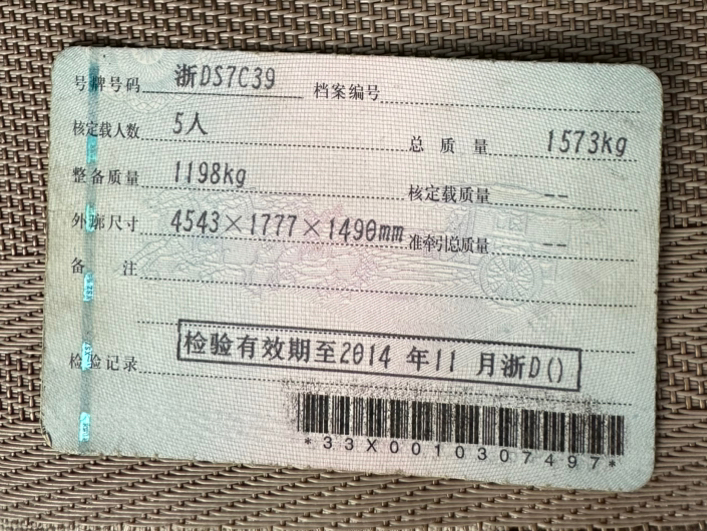 号牌号码 浙DS7C39 档案编号
核定载人数 5人 总质量 1573kg
整备质量 1198kg 核定载质量 --
外廓尺寸 4543×1777×1490mm 准牵引总质量 --
备注
检验记录 检验有效期至2014 年11 月浙D()
*33X0010307497*